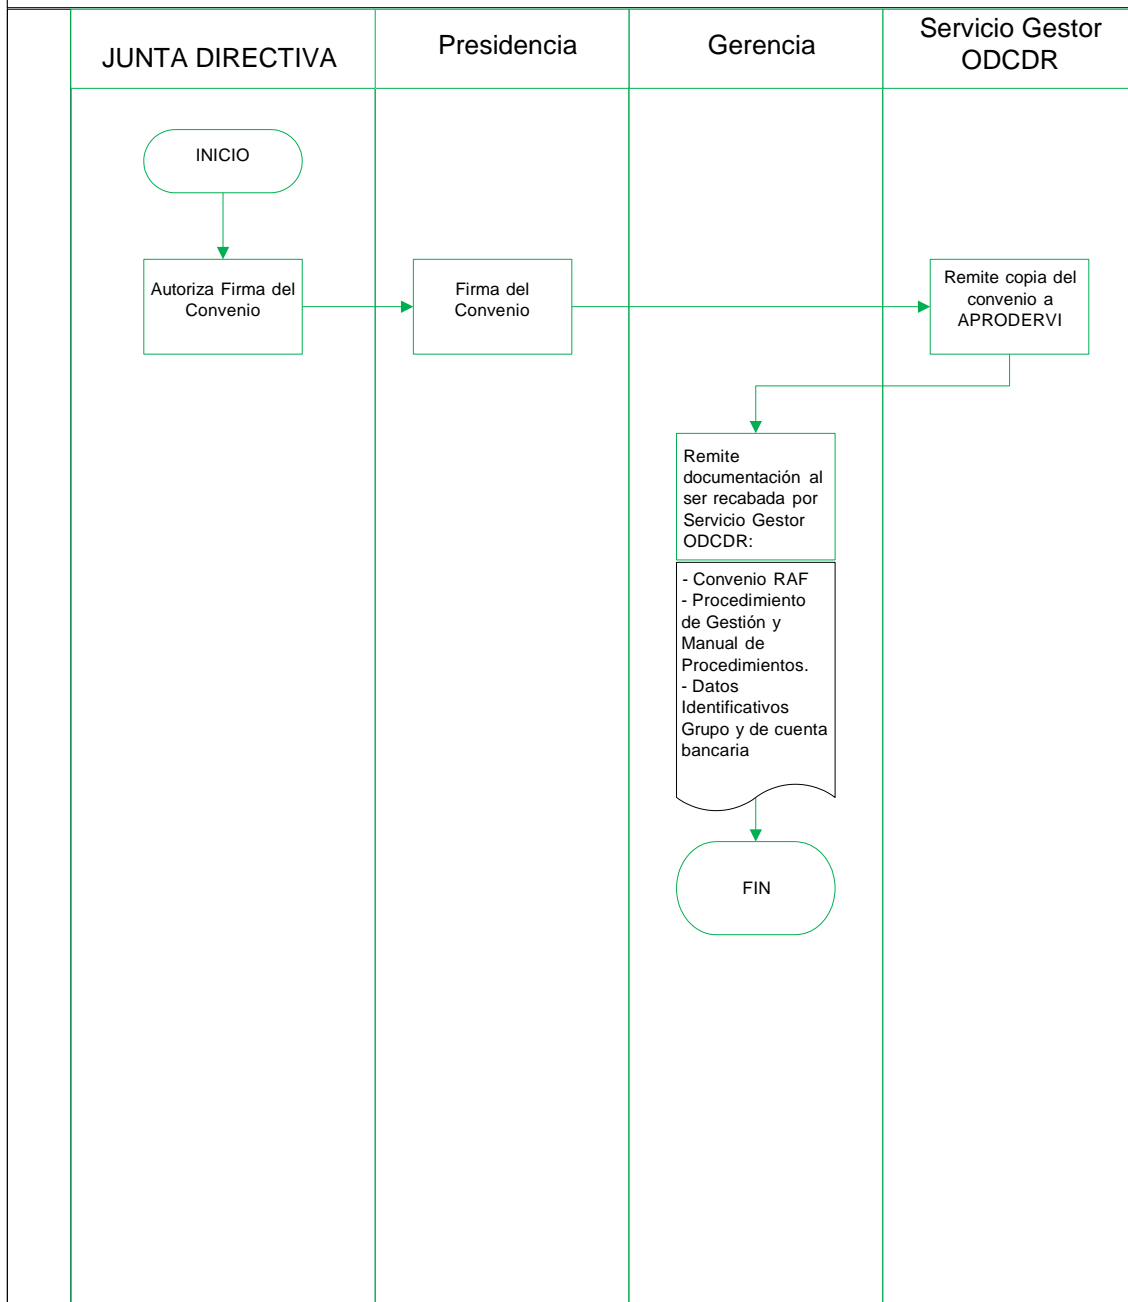 JUNTA DIRECTIVA
Presidencia
Gerencia
Servicio Gestor
ODCDR
INICIO
Autoriza Firma del
Convenio
Firma del
Convenio
Remite copia del
convenio a
APRODERVI
Remite
documentación al
ser recabada por
Servicio Gestor
ODCDR:
- Convenio RAF
- Procedimiento
de Gestión y
Manual de
Procedimientos.
- Datos
Identificativos
Grupo y de cuenta
bancaria
FIN